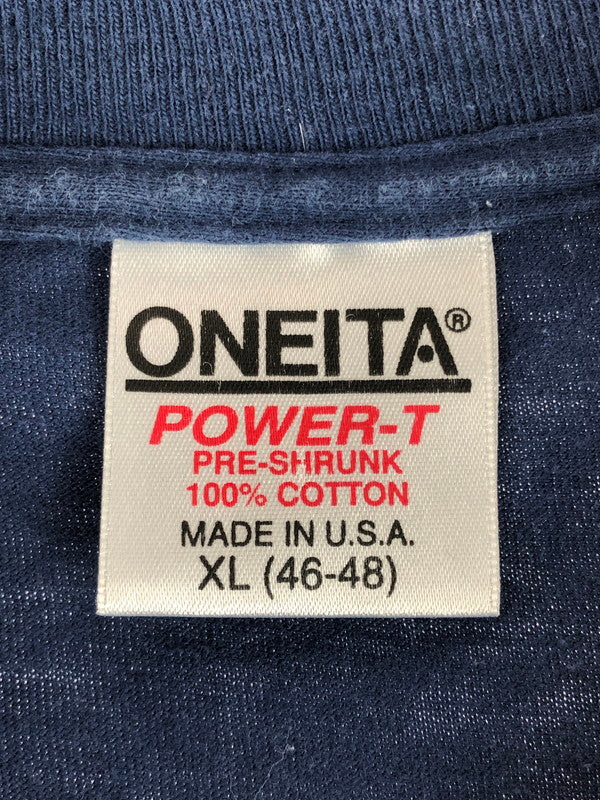 ONEITA®
POWER-T
PRE-SHRUNK
100% COTTON
MADE IN U.S.A.
XL (46-48)